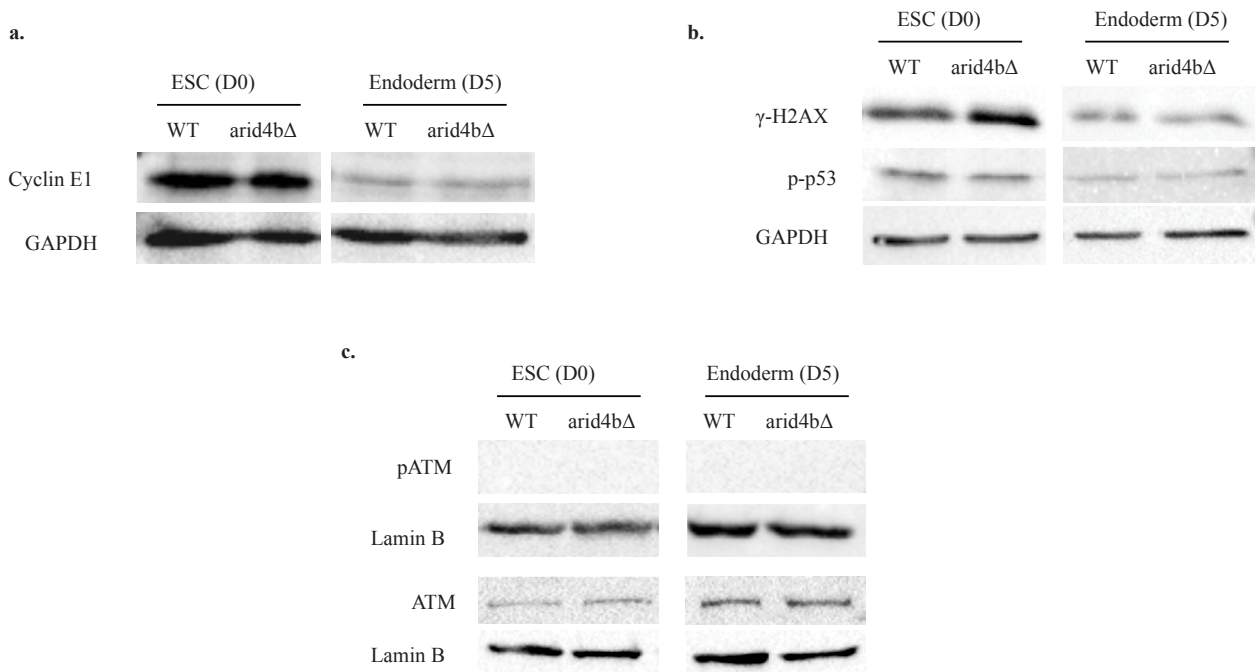 a.
ESC (D0) Endoderm (D5)
WT arid4bΔ WT arid4bΔ
Cyclin E1
GAPDH
b.
ESC (D0) Endoderm (D5)
WT arid4bΔ WT arid4bΔ
γ-H2AX
p-p53
GAPDH
c.
ESC (D0) Endoderm (D5)
WT arid4bΔ WT arid4bΔ
pATM
Lamin B
ATM
Lamin B